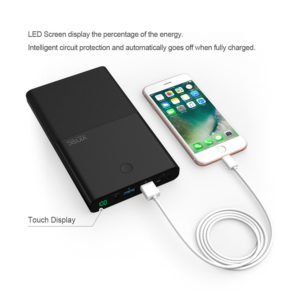 LED Screen display the percentage of the energy.
Intelligent circuit protection and automatically goes off when fully charged.
Touch Display